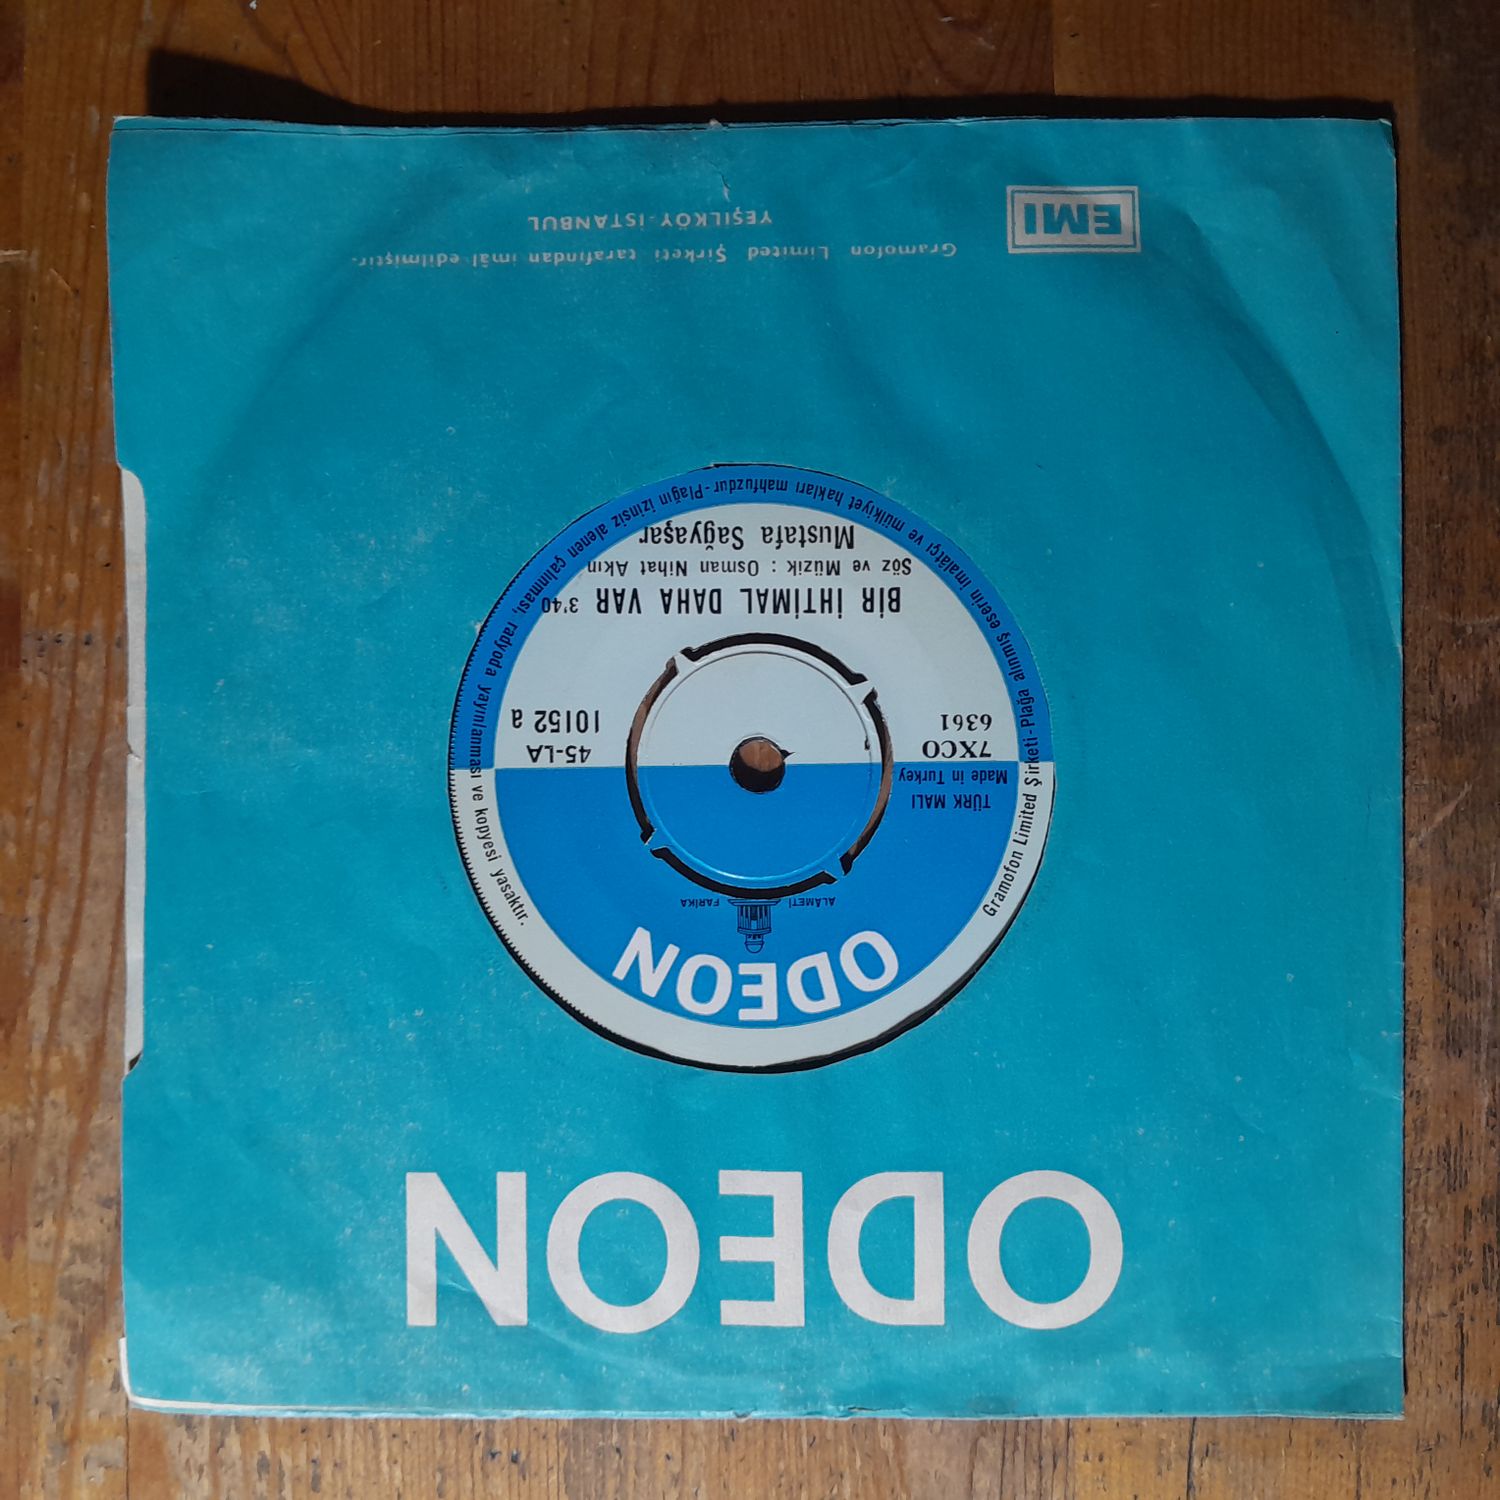 ODEON
ODEON
ALÂMETİ FARİKA
TÜRK MALI
Made in Turkey
7XCO
6361
45-LA
10152 a
BİR İHTİMAL DAHA VAR 3'40
Söz ve Müzik : Osman Nihat Akın
Mustafa Sağyaşar
Gramofon Limited Şirketi-Plağa alınmış eserin imalâtçı ve mülkiyet hakları mahfuzdur-Plağın izinsiz alenen çalınması, radyoda yayınlanması ve kopyesi yasaktır.
EMI
Gramofon Limited Şirketi tarafından imâl edilmiştir.
YEŞİLKÖY-İSTANBUL